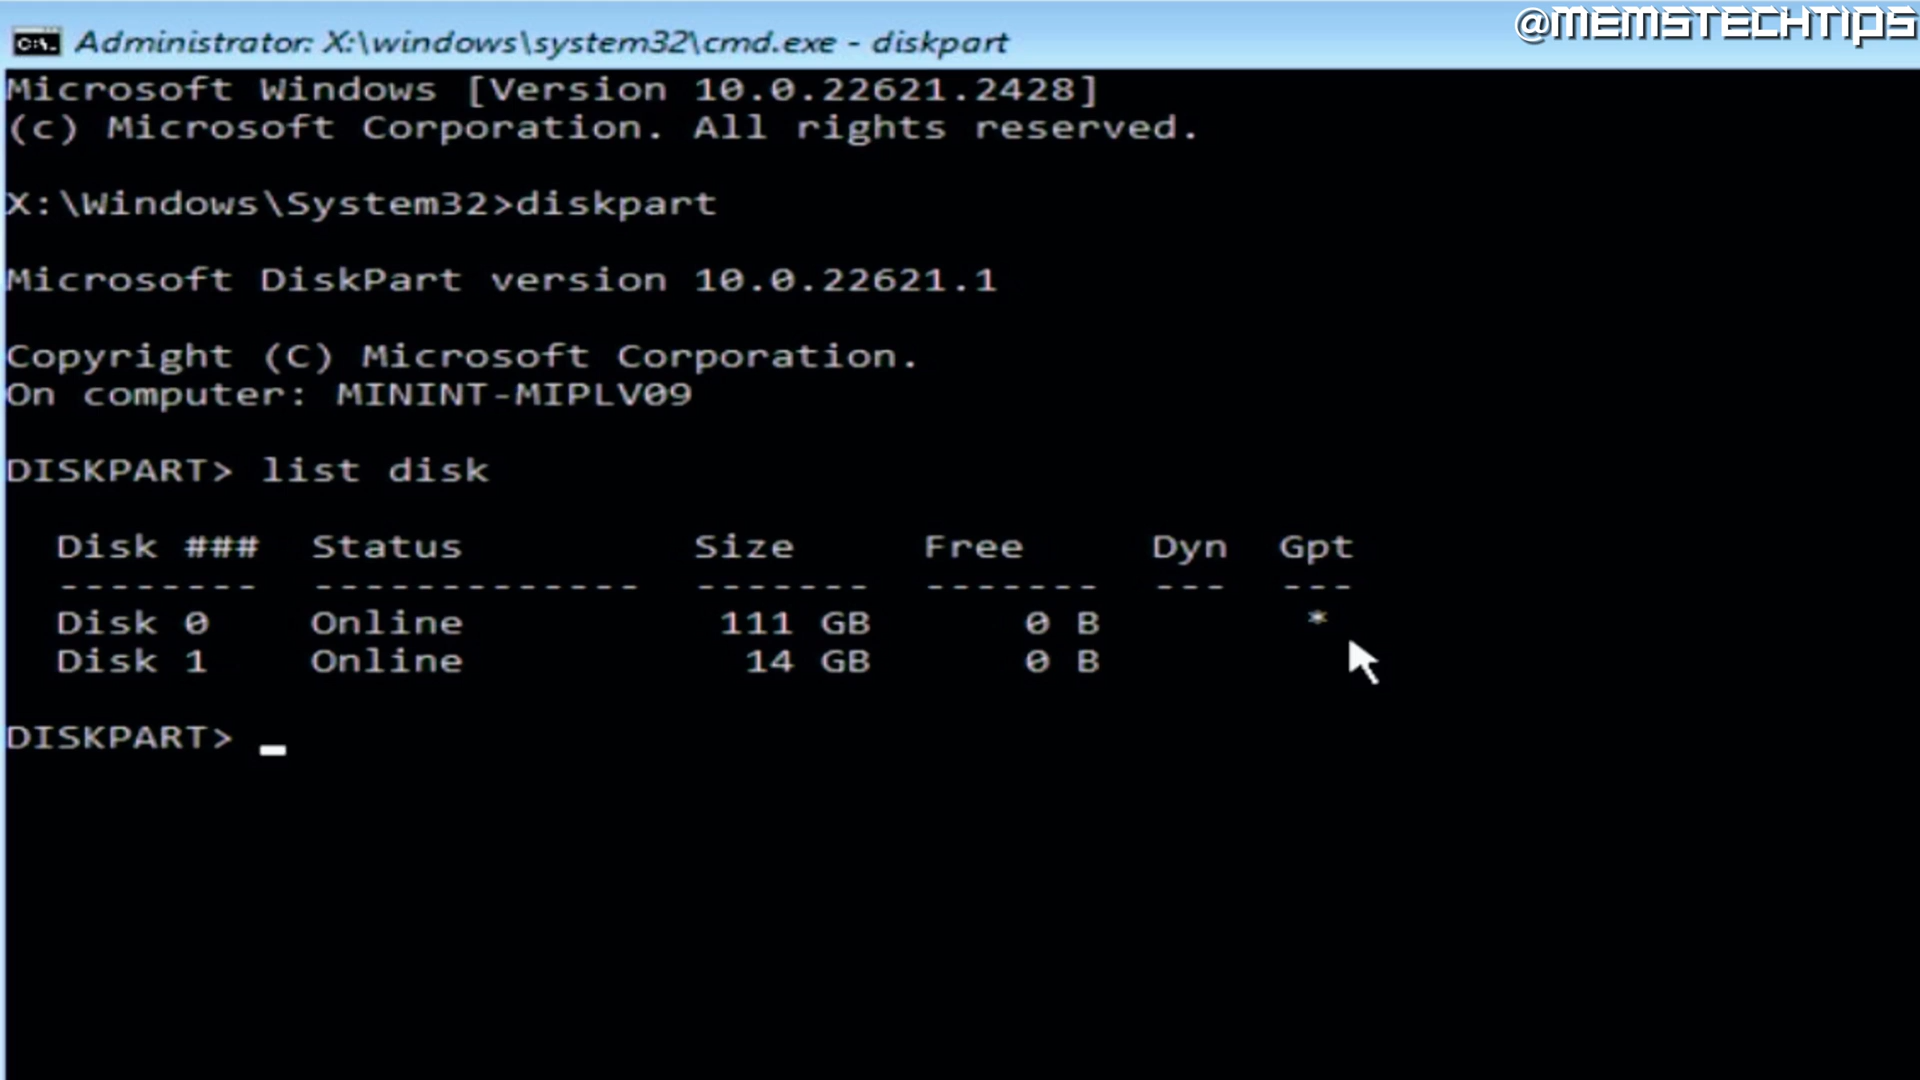 @MEMSTECHTIPS
Administrator: X:\windows\system32\cmd.exe - diskpart
Microsoft Windows [Version 10.0.22621.2428]
(c) Microsoft Corporation. All rights reserved.
X:\Windows\System32>diskpart
Microsoft DiskPart version 10.0.22621.1
Copyright (C) Microsoft Corporation.
On computer: MININT-MIPLV09
DISKPART> list disk
Disk ### Status Size Free Dyn Gpt
-------- ------------- ------- ------- --- ---
Disk 0 Online 111 GB 0 B *
Disk 1 Online 14 GB 0 B
DISKPART>